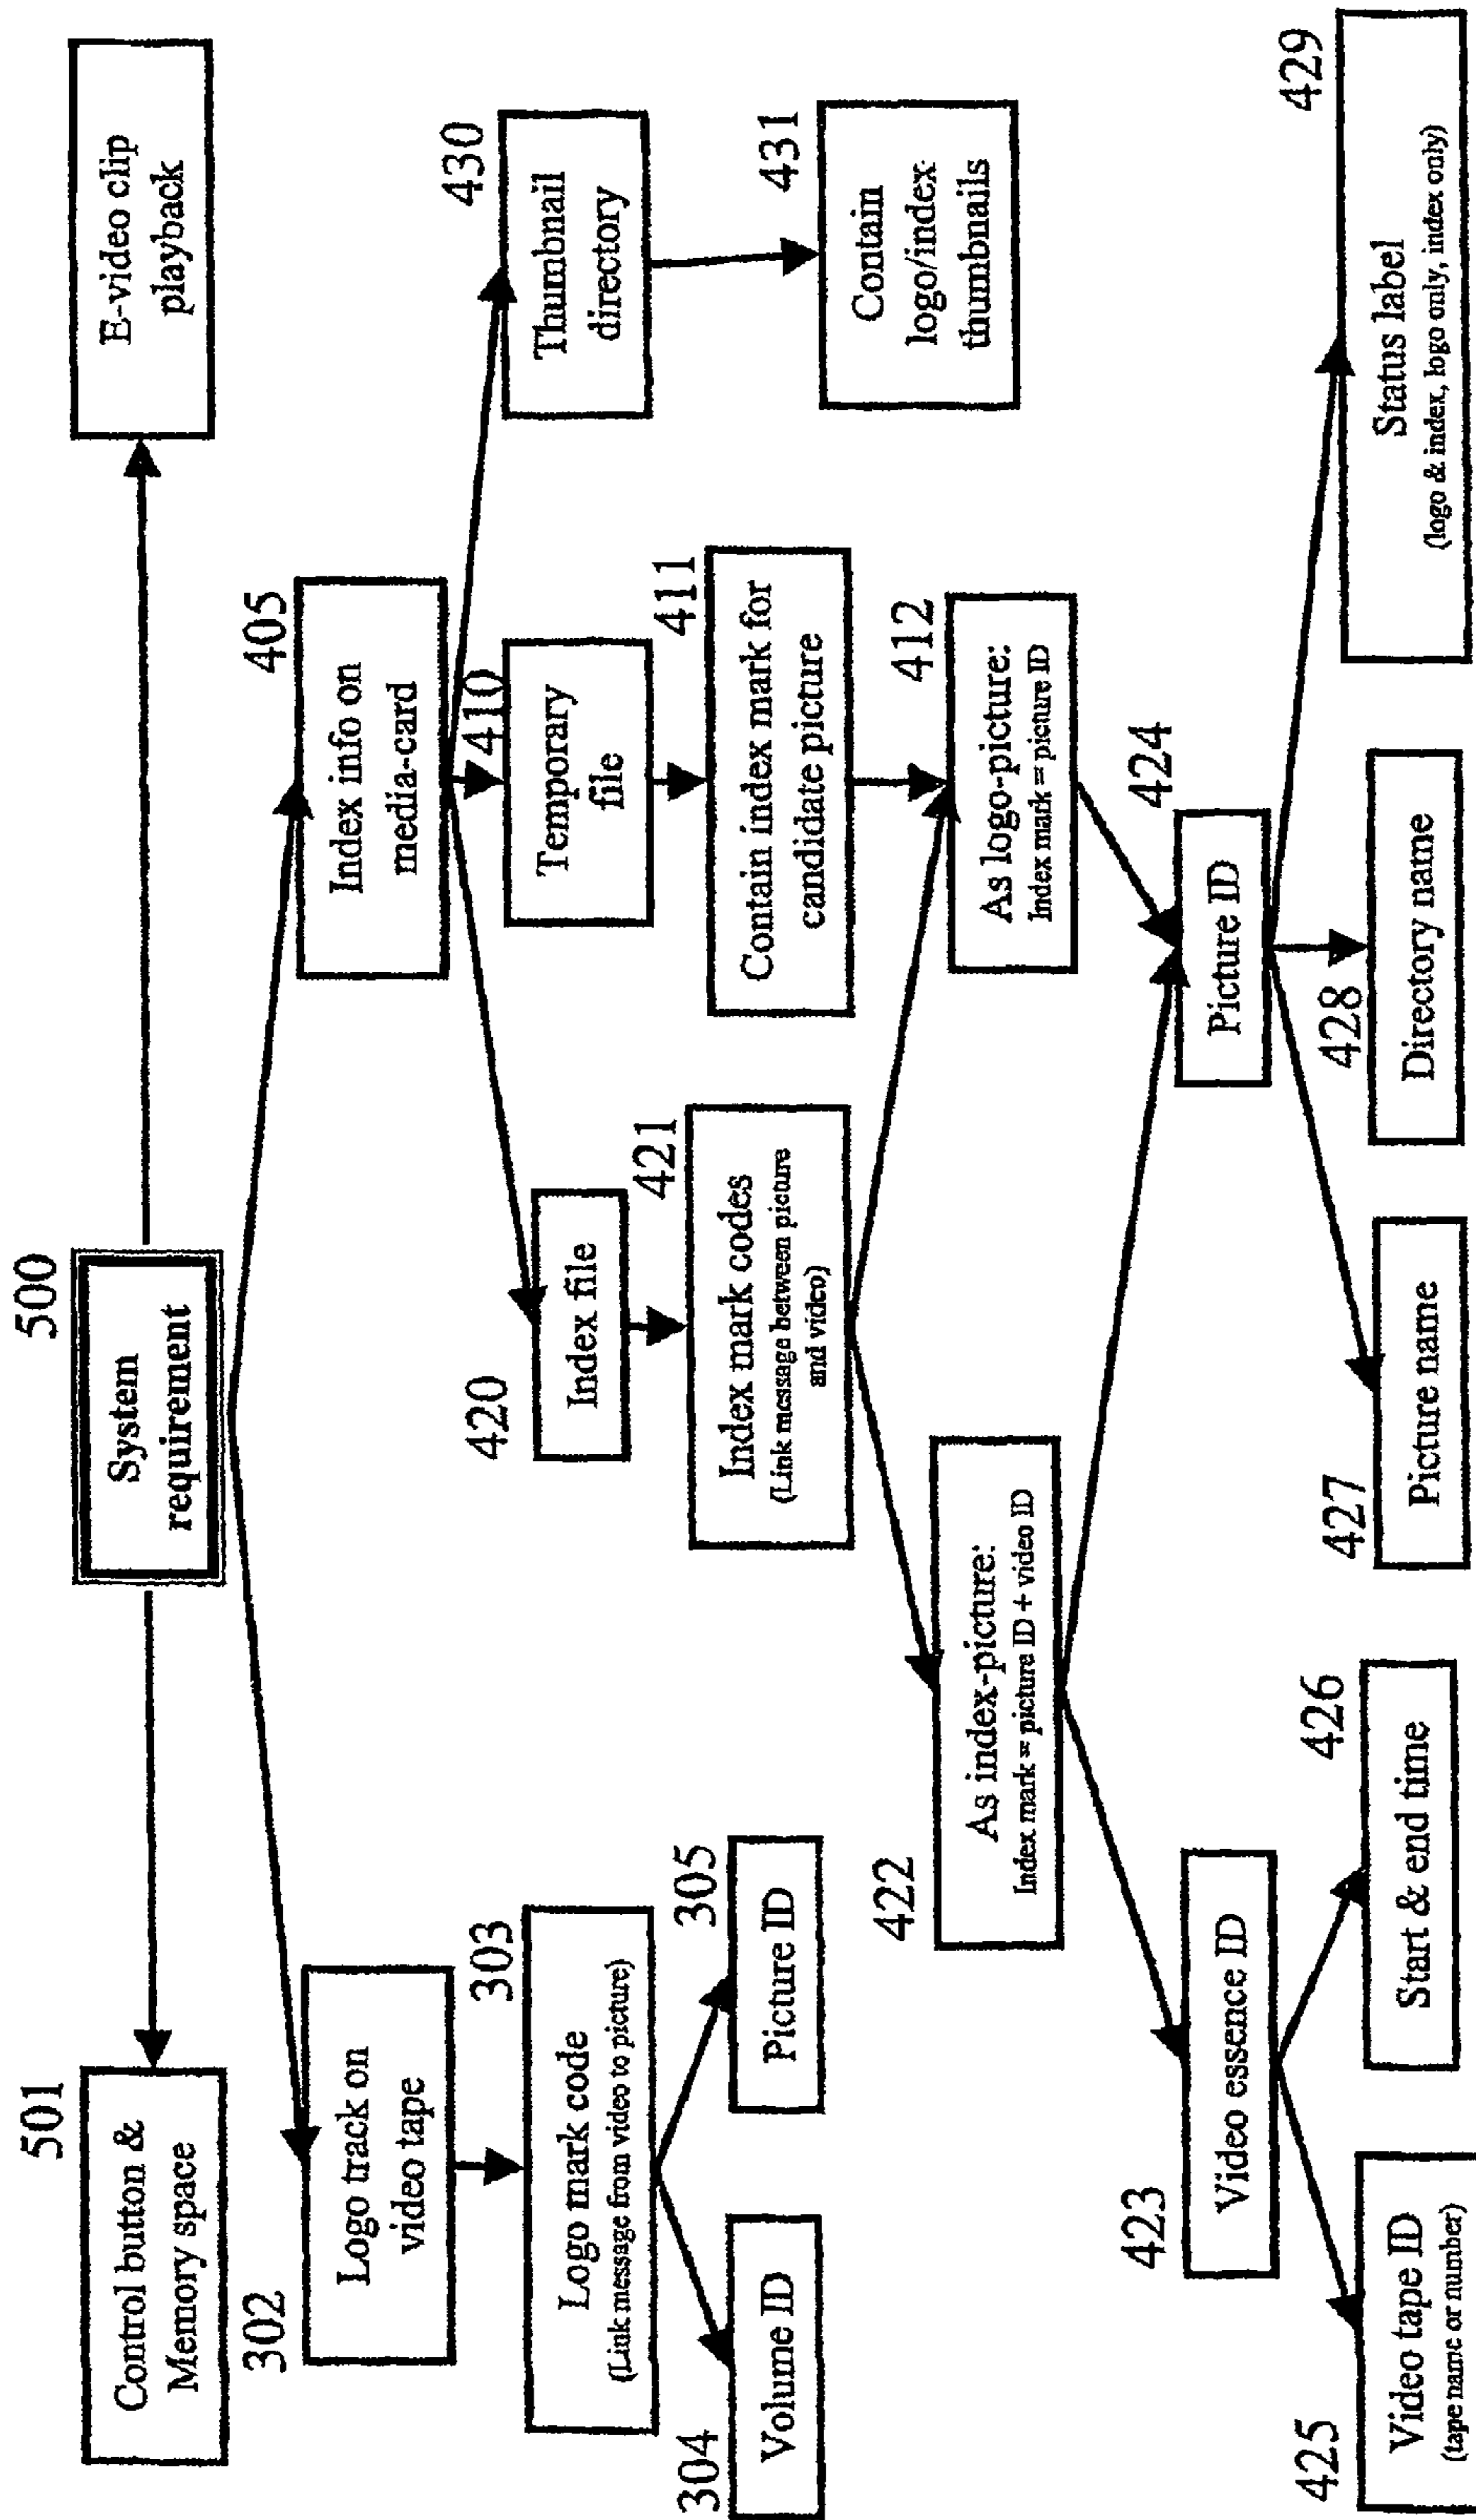 500
System
requirement
501
Control button &
Memory space
E-video clip
playback
302
Logo track on
video tape
405
Index info on
media-card
303
Logo mark code
(Link message from video to picture)
304
Volume ID
305
Picture ID
420
Index file
410
Temporary
file
430
Thumbnail
directory
421
Index mark codes
(Link message between picture
and video)
411
Contain index mark for
candidate picture
431
Contain
logo/index
thumbnails
422
As index-picture:
Index mark = picture ID + video ID
412
As logo-picture:
Index mark = picture ID
423
Video essence ID
424
Picture ID
425
Video tape ID
(tape name or number)
426
Start & end time
427
Picture name
428
Directory name
429
Status label
(logo & index, logo only, index only)